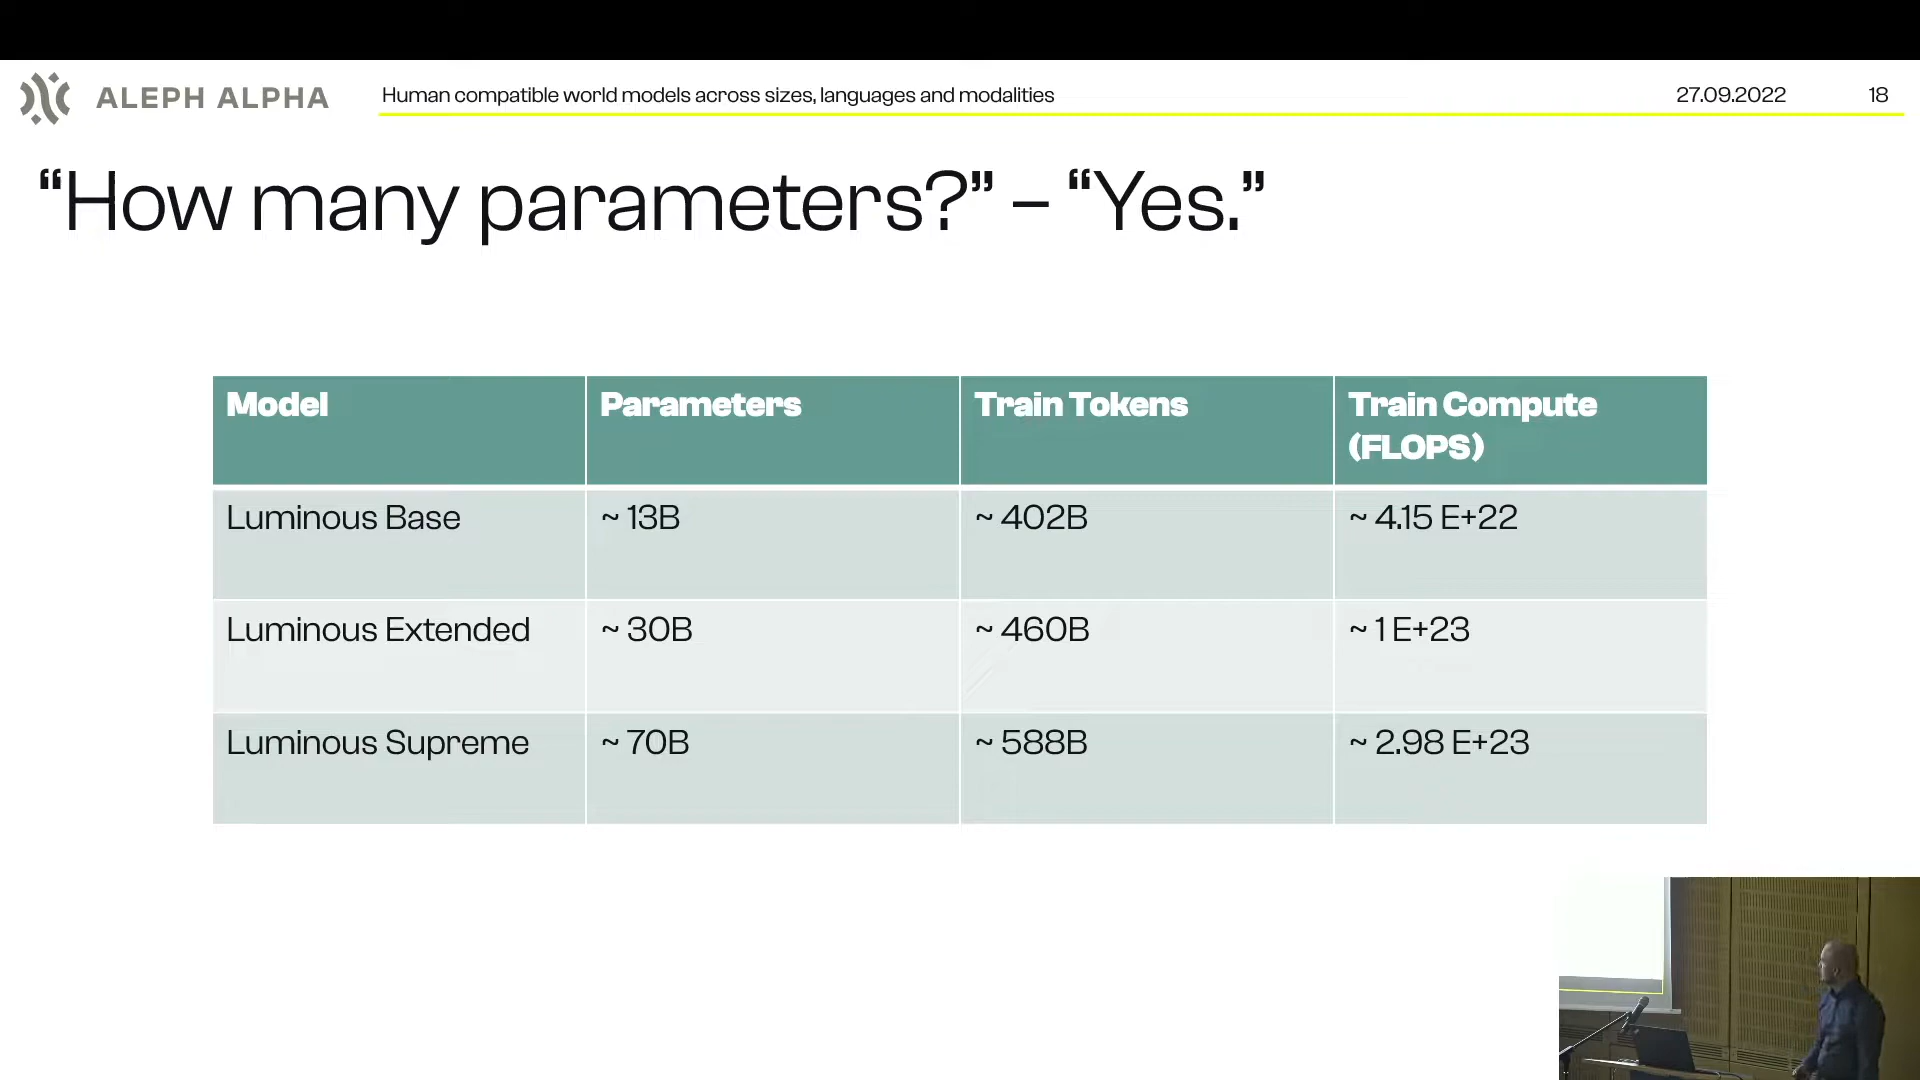 ALEPH ALPHA
Human compatible world models across sizes, languages and modalities
27.09.2022
18
“How many parameters?” – “Yes.”
Model Parameters Train Tokens Train Compute (FLOPS)
Luminous Base ~ 13B ~ 402B ~ 4.15 E+22
Luminous Extended ~ 30B ~ 460B ~ 1 E+23
Luminous Supreme ~ 70B ~ 588B ~ 2.98 E+23